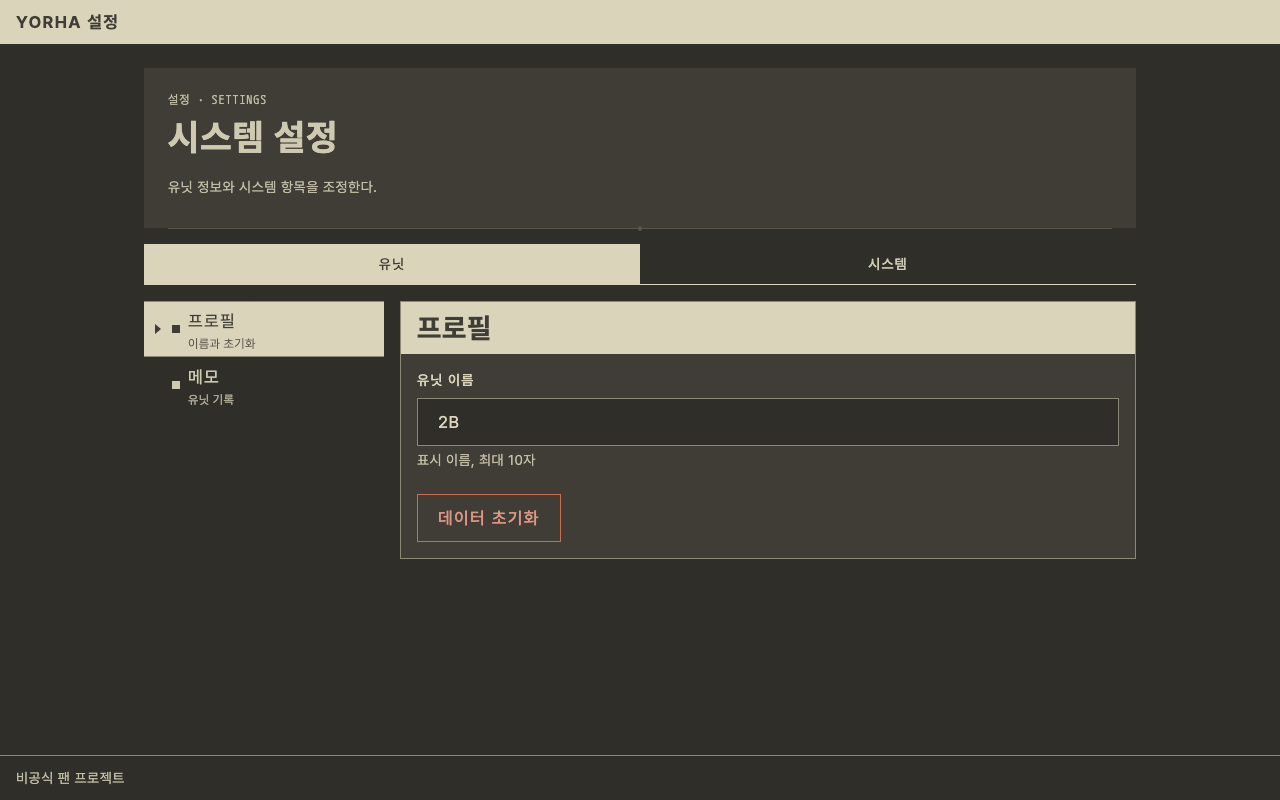 YORHA 설정
설정 · SETTINGS
시스템 설정
유닛 정보와 시스템 항목을 조정한다.
유닛
시스템
프로필
이름과 초기화
메모
유닛 기록
프로필
유닛 이름
2B
표시 이름, 최대 10자
데이터 초기화
비공식 팬 프로젝트